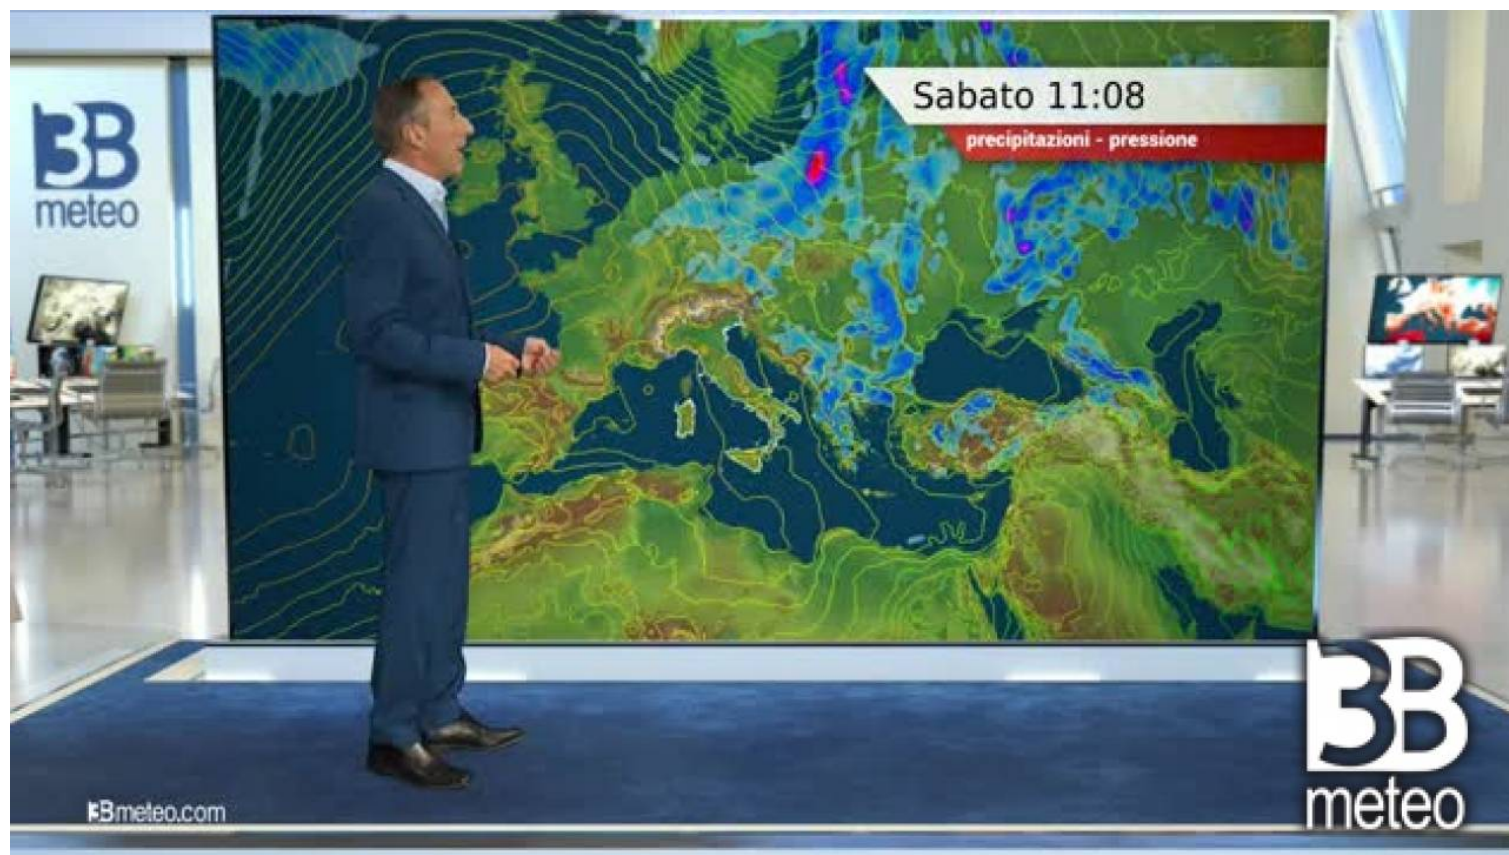 3B
meteo
Sabato 11:08
precipitazioni - pressione
3Bmeteo.com
3B
meteo